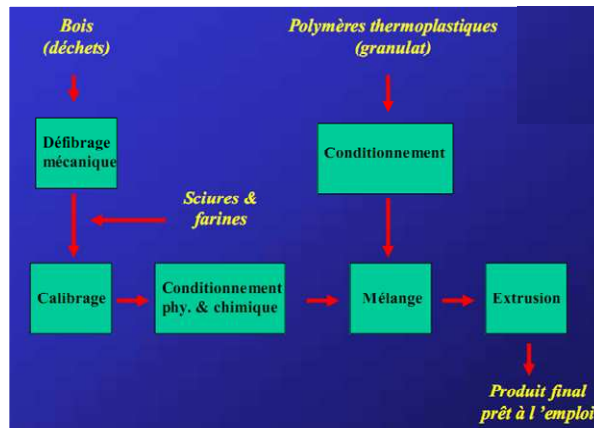 Bois
(déchets)
Polymères thermoplastiques
(granulat)
Défibrage
mécanique
Conditionnement
Sciures &
farines
Calibrage
Conditionnement
phy. & chimique
Mélange
Extrusion
Produit final
prêt à l ’emploi